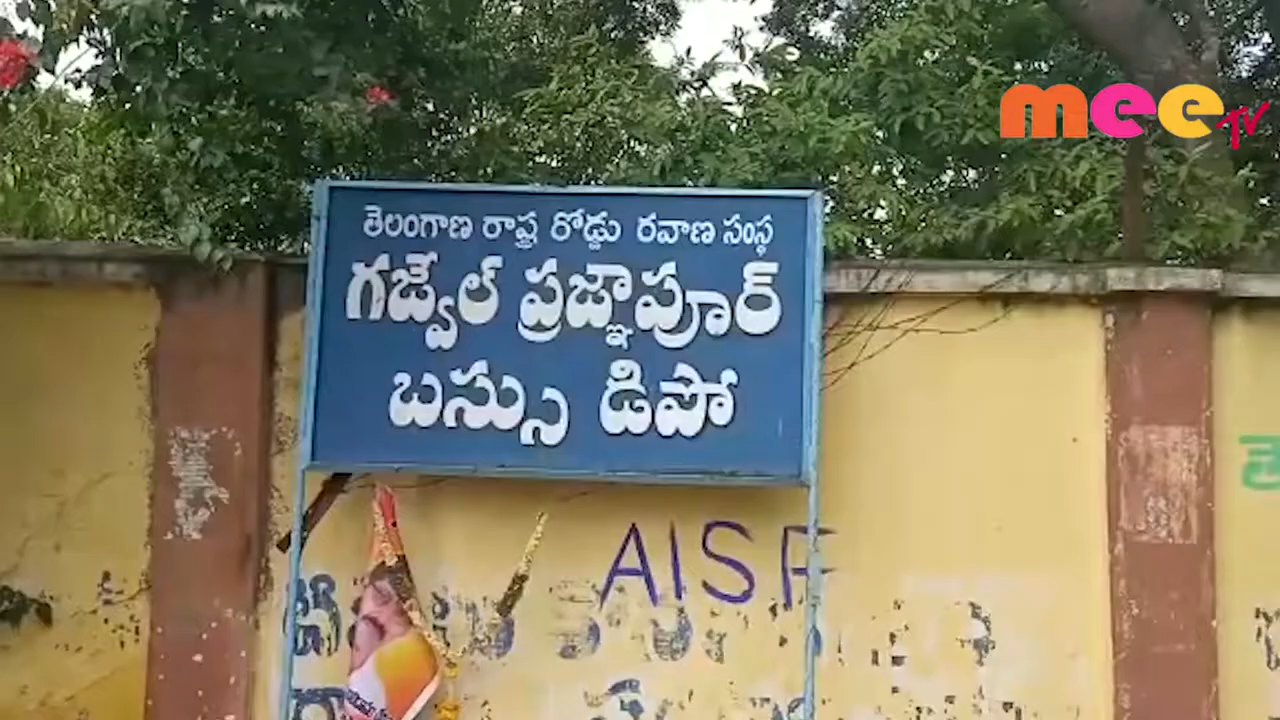 mee TV
తెలంగాణ రాష్ట్ర రోడ్డు రవాణ సంస్థ
గజ్వేల్ ప్రజ్ఞాపూర్
బస్సు డిపో
AISF
తె